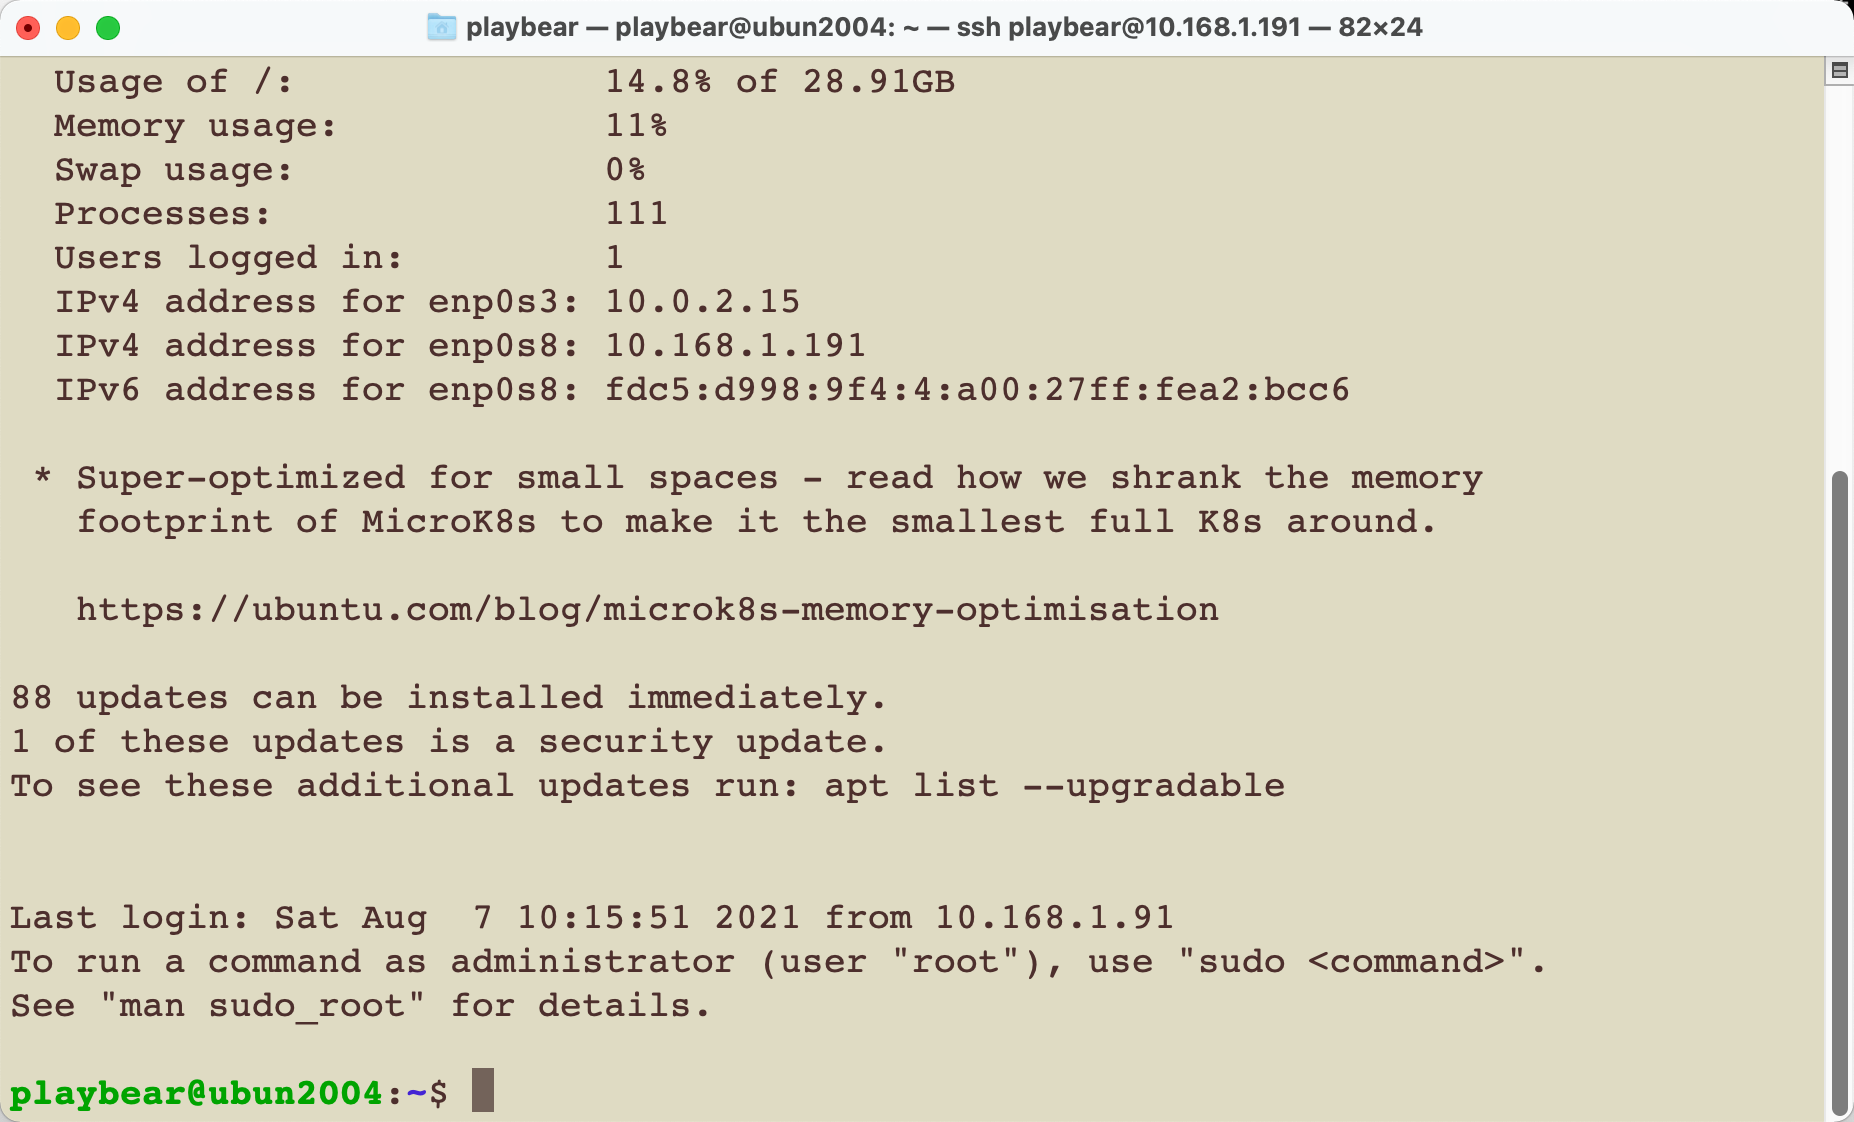 playbear — playbear@ubun2004: ~ — ssh playbear@10.168.1.191 — 82×24
  Usage of /:              14.8% of 28.91GB
  Memory usage:            11%
  Swap usage:              0%
  Processes:               111
  Users logged in:         1
  IPv4 address for enp0s3: 10.0.2.15
  IPv4 address for enp0s8: 10.168.1.191
  IPv6 address for enp0s8: fdc5:d998:9f4:4:a00:27ff:fea2:bcc6

 * Super-optimized for small spaces - read how we shrank the memory
   footprint of MicroK8s to make it the smallest full K8s around.

   https://ubuntu.com/blog/microk8s-memory-optimisation

88 updates can be installed immediately.
1 of these updates is a security update.
To see these additional updates run: apt list --upgradable


Last login: Sat Aug  7 10:15:51 2021 from 10.168.1.91
To run a command as administrator (user "root"), use "sudo <command>".
See "man sudo_root" for details.

playbear@ubun2004:~$